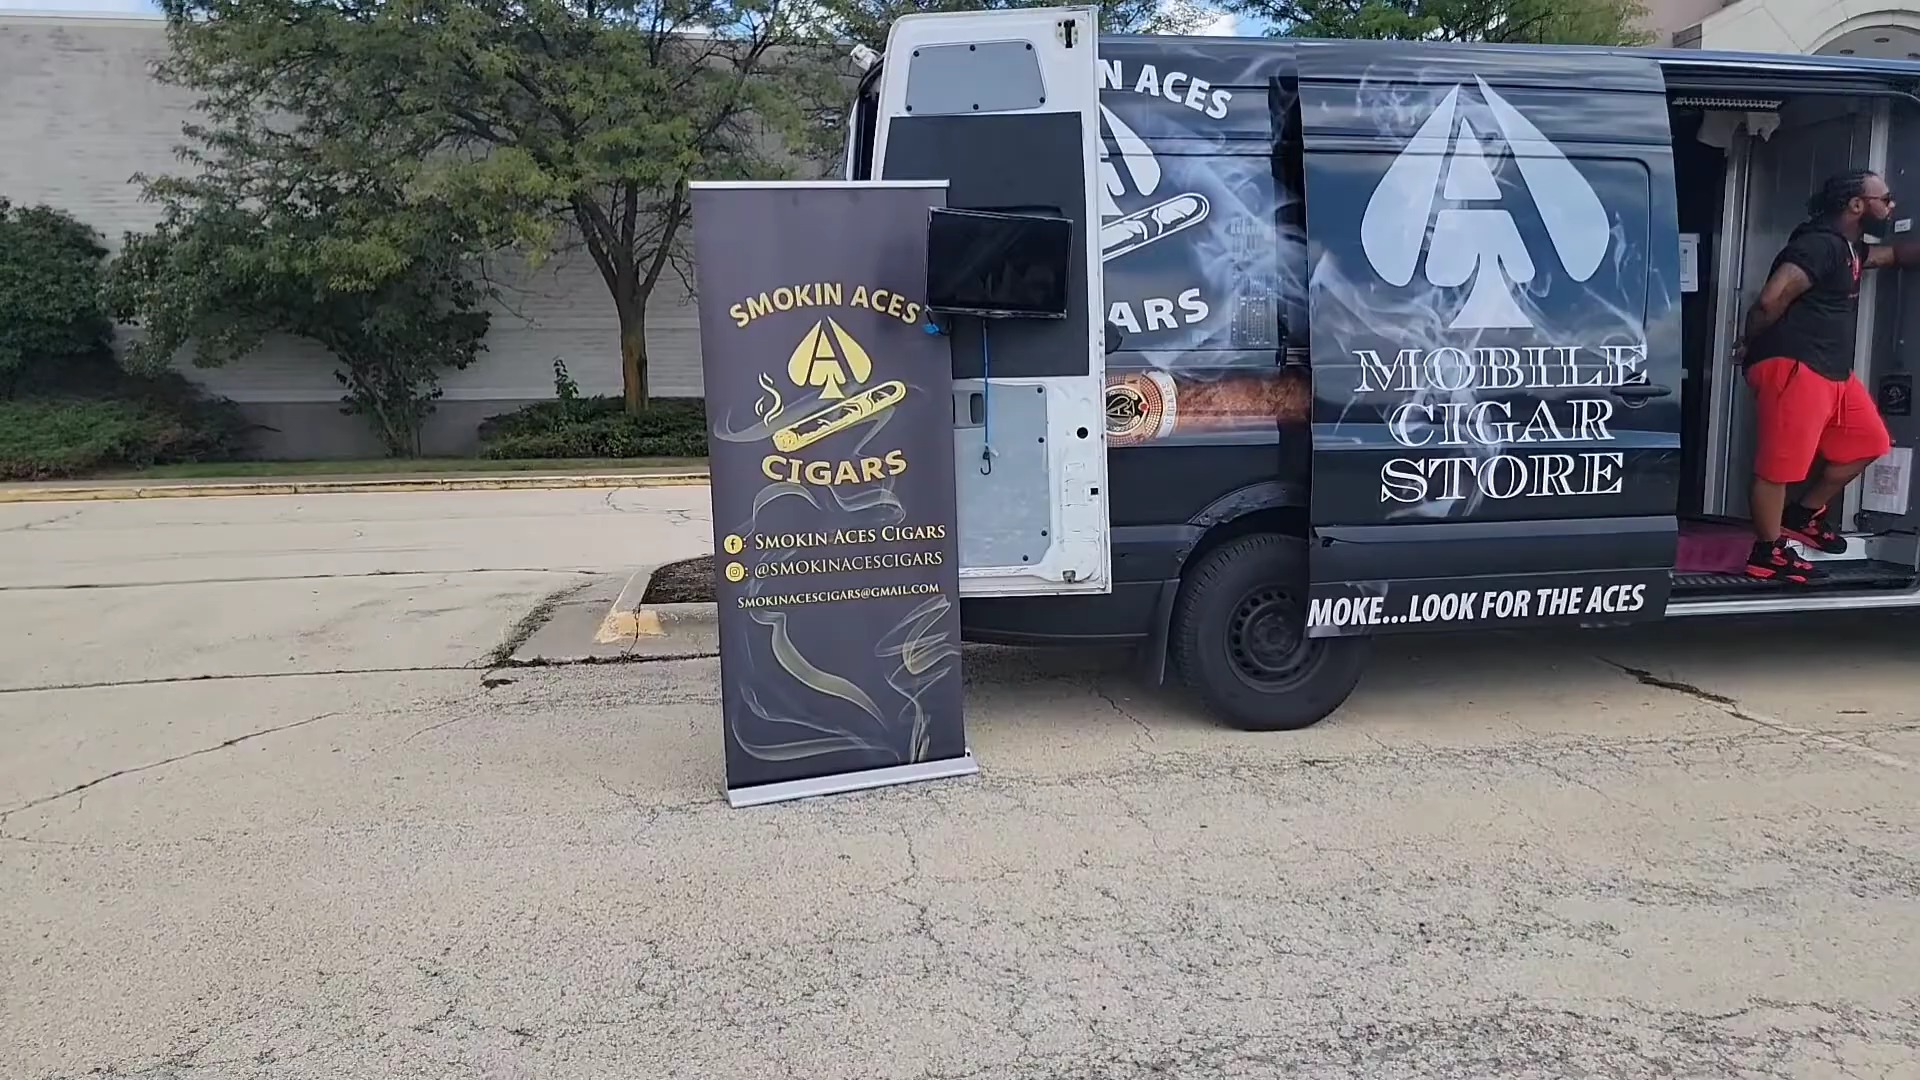 SMOKIN ACES
CIGARS
: SMOKIN ACES CIGARS
: @SMOKINACESCIGARS
SMOKINACESCIGARS@GMAIL.COM
N ACES
ARS
CIGARS
MOBILE
CIGAR
STORE
MOKE...LOOK FOR THE ACES